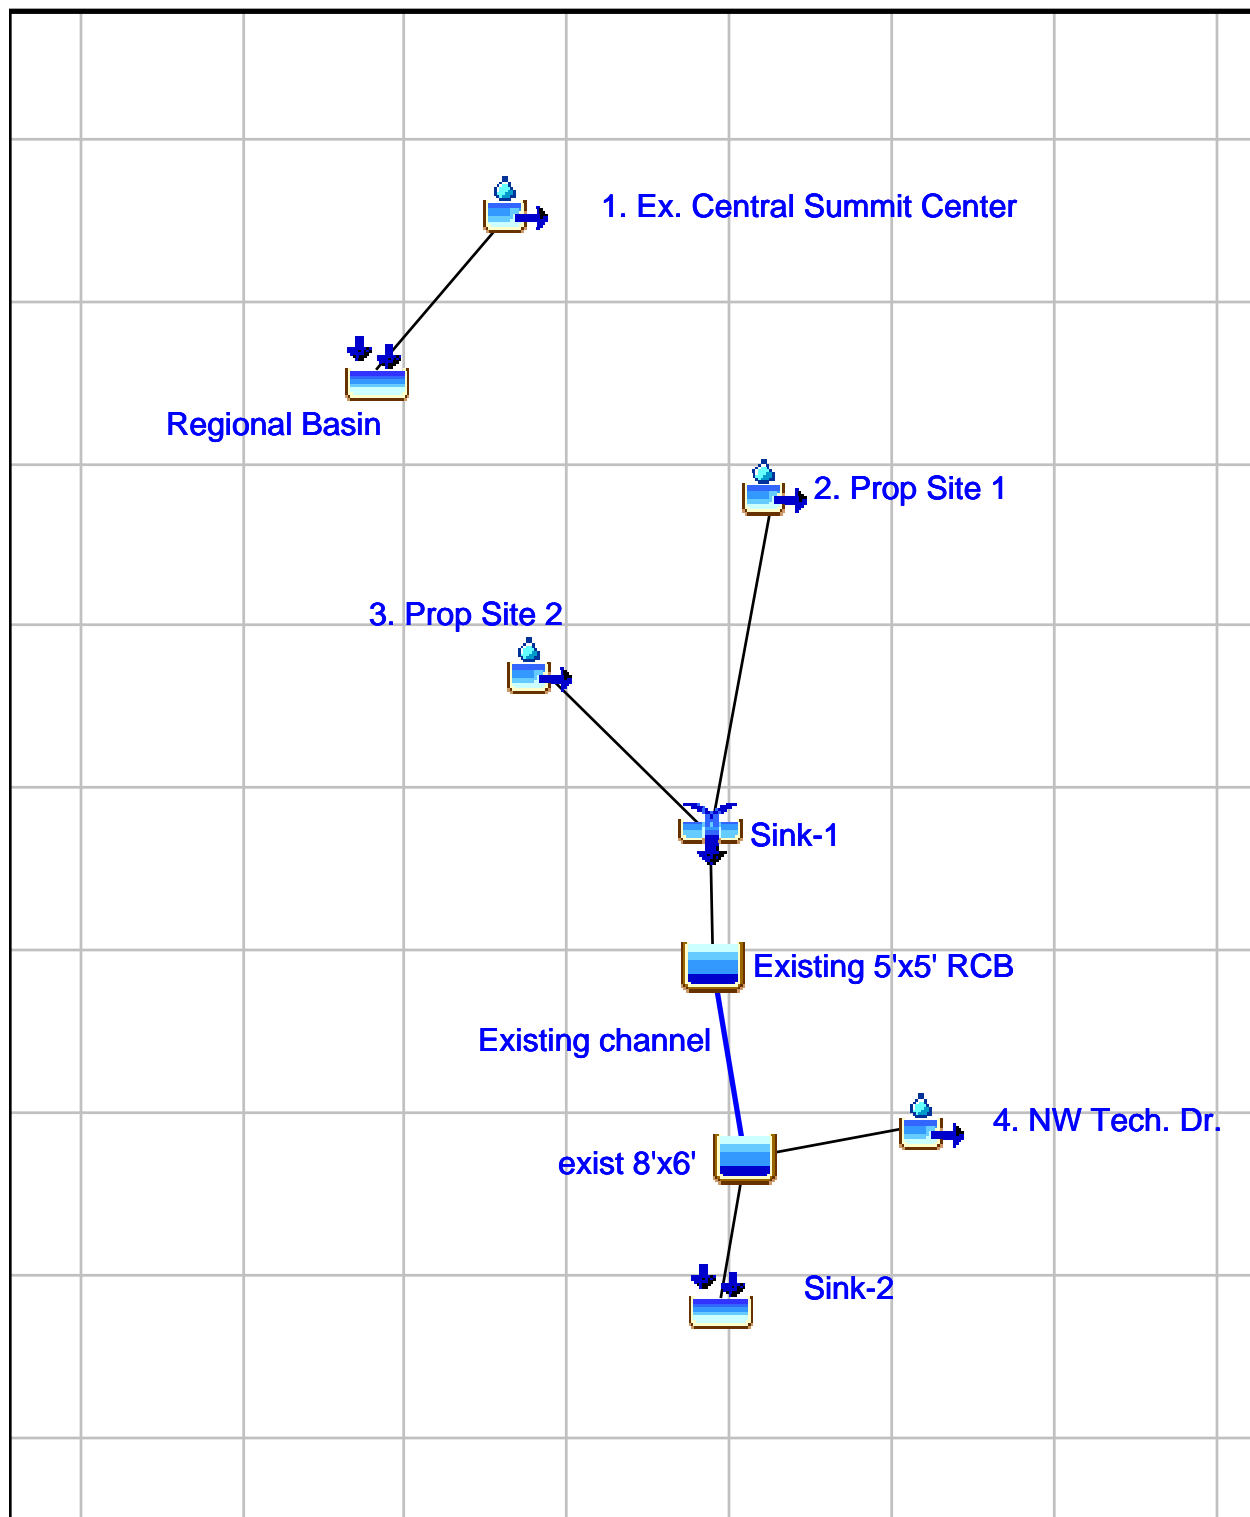 1. Ex. Central Summit Center
Regional Basin
2. Prop Site 1
3. Prop Site 2
Sink-1
Existing 5'x5' RCB
Existing channel
4. NW Tech. Dr.
exist 8'x6'
Sink-2